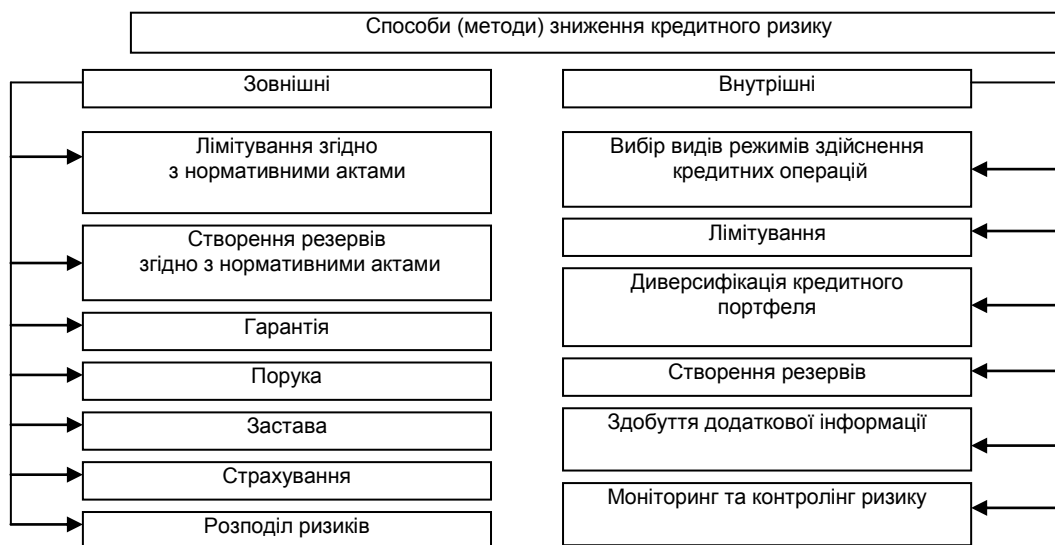 Способи (методи) зниження кредитного ризику
Зовнішні
Лімітування згідно
з нормативними актами
Створення резервів
згідно з нормативними актами
Гарантія
Порука
Застава
Страхування
Розподіл ризиків
Внутрішні
Вибір видів режимів здійснення
кредитних операцій
Лімітування
Диверсифікація кредитного
портфеля
Створення резервів
Здобуття додаткової інформації
Моніторинг та контролінг ризику